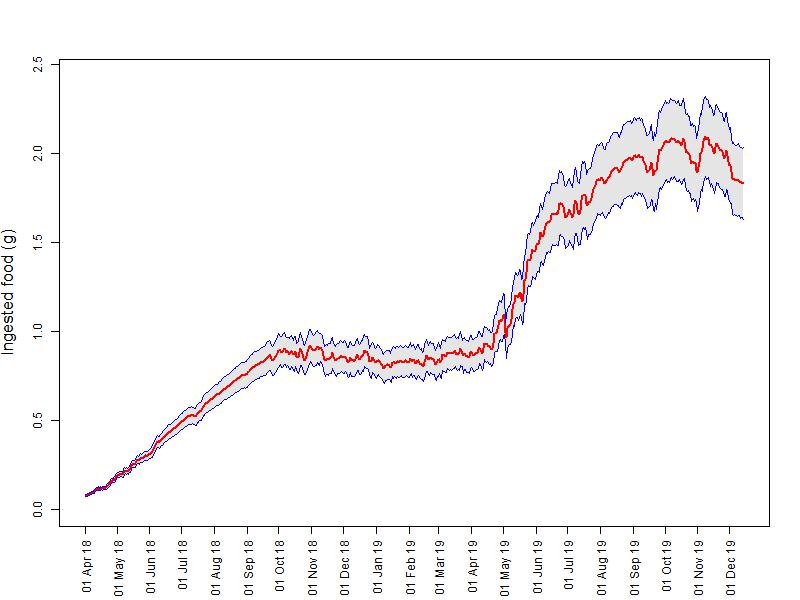 Ingested food (g)
2.5
2.0
1.5
1.0
0.5
0.0
01 Apr 18
01 May 18
01 Jun 18
01 Jul 18
01 Aug 18
01 Sep 18
01 Oct 18
01 Nov 18
01 Dec 18
01 Jan 19
01 Feb 19
01 Mar 19
01 Apr 19
01 May 19
01 Jun 19
01 Jul 19
01 Aug 19
01 Sep 19
01 Oct 19
01 Nov 19
01 Dec 19